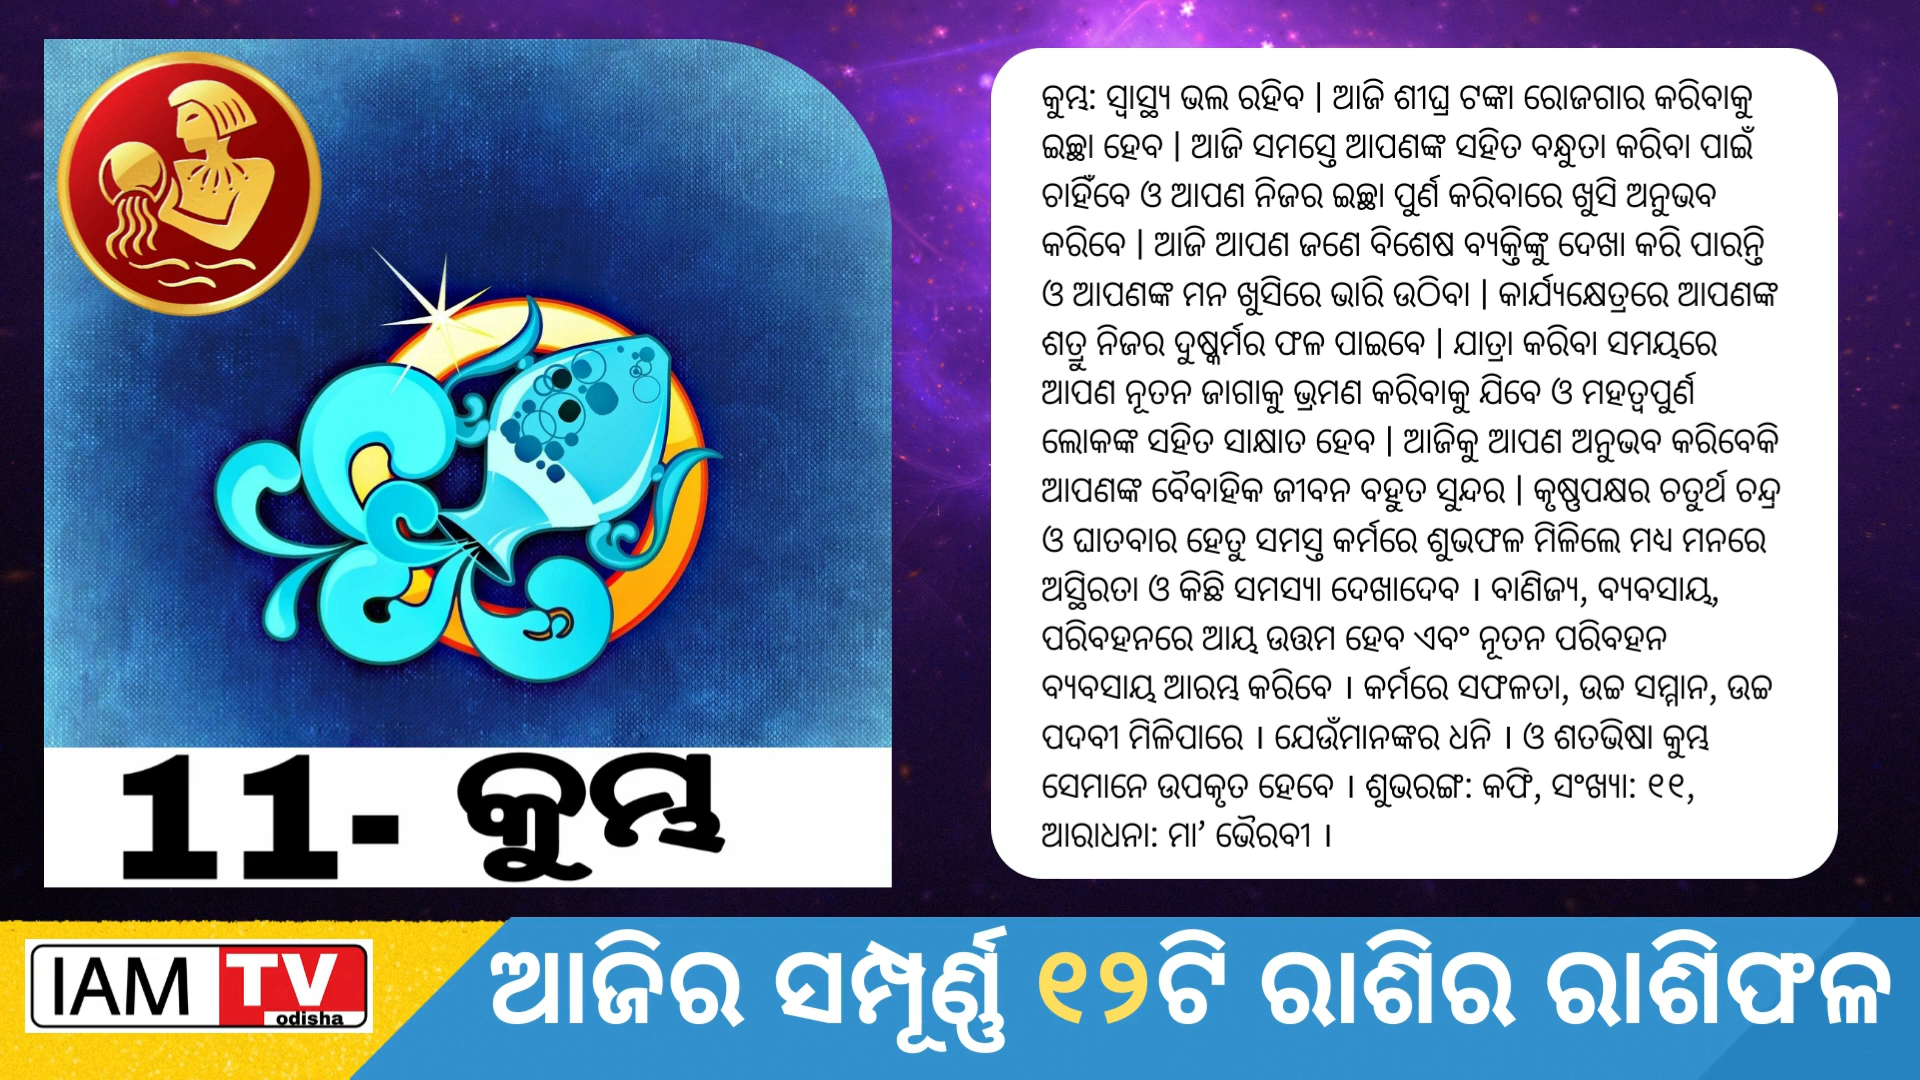 11- କୁମ୍ଭ
କୁମ୍ଭ: ସ୍ୱାସ୍ଥ୍ୟ ଭଲ ରହିବ | ଆଜି ଶୀଘ୍ର ଟଙ୍କା ରୋଜଗାର କରିବାକୁ
ଇଚ୍ଛା ହେବ | ଆଜି ସମସ୍ତେ ଆପଣଙ୍କ ସହିତ ବନ୍ଧୁତା କରିବା ପାଇଁ
ଚାହିଁବେ ଓ ଆପଣ ନିଜର ଇଚ୍ଛା ପୁର୍ଣ କରିବାରେ ଖୁସି ଅନୁଭବ
କରିବେ | ଆଜି ଆପଣ ଜଣେ ବିଶେଷ ବ୍ୟକ୍ତିଙ୍କୁ ଦେଖା କରି ପାରନ୍ତି
ଓ ଆପଣଙ୍କ ମନ ଖୁସିରେ ଭାରି ଉଠିବା | କାର୍ଯ୍ୟକ୍ଷେତ୍ରରେ ଆପଣଙ୍କ
ଶତ୍ରୁ ନିଜର ଦୁଷ୍କର୍ମର ଫଳ ପାଇବେ | ଯାତ୍ରା କରିବା ସମୟରେ
ଆପଣ ନୂତନ ଜାଗାକୁ ଭ୍ରମଣ କରିବାକୁ ଯିବେ ଓ ମହତ୍ୱପୁର୍ଣ
ଲୋକଙ୍କ ସହିତ ସାକ୍ଷାତ ହେବ | ଆଜିକୁ ଆପଣ ଅନୁଭବ କରିବେକି
ଆପଣଙ୍କ ବୈବାହିକ ଜୀବନ ବହୁତ ସୁନ୍ଦର | କୃଷ୍ଣପକ୍ଷର ଚତୁର୍ଥ ଚନ୍ଦ୍ର
ଓ ଘାତବାର ହେତୁ ସମସ୍ତ କର୍ମରେ ଶୁଭଫଳ ମିଳିଲେ ମଧ୍ୟ ମନରେ
ଅସ୍ଥିରତା ଓ କିଛି ସମସ୍ୟା ଦେଖାଦେବ । ବାଣିଜ୍ୟ, ବ୍ୟବସାୟ,
ପରିବହନରେ ଆୟ ଉତ୍ତମ ହେବ ଏବଂ ନୂତନ ପରିବହନ
ବ୍ୟବସାୟ ଆରମ୍ଭ କରିବେ । କର୍ମରେ ସଫଳତା, ଉଚ୍ଚ ସମ୍ମାନ, ଉଚ୍ଚ
ପଦବୀ ମିଳିପାରେ । ଯେଉଁମାନଙ୍କର ଧନି । ଓ ଶତଭିଷା କୁମ୍ଭ
ସେମାନେ ଉପକୃତ ହେବେ । ଶୁଭରଙ୍ଗ: କଫି, ସଂଖ୍ୟା: ୧୧,
ଆରାଧନା: ମା’ ଭୈରବୀ ।
IAM TV
odisha
ଆଜିର ସମ୍ପୂର୍ଣ୍ଣ ୧୨ଟି ରାଶିର ରାଶିଫଳ